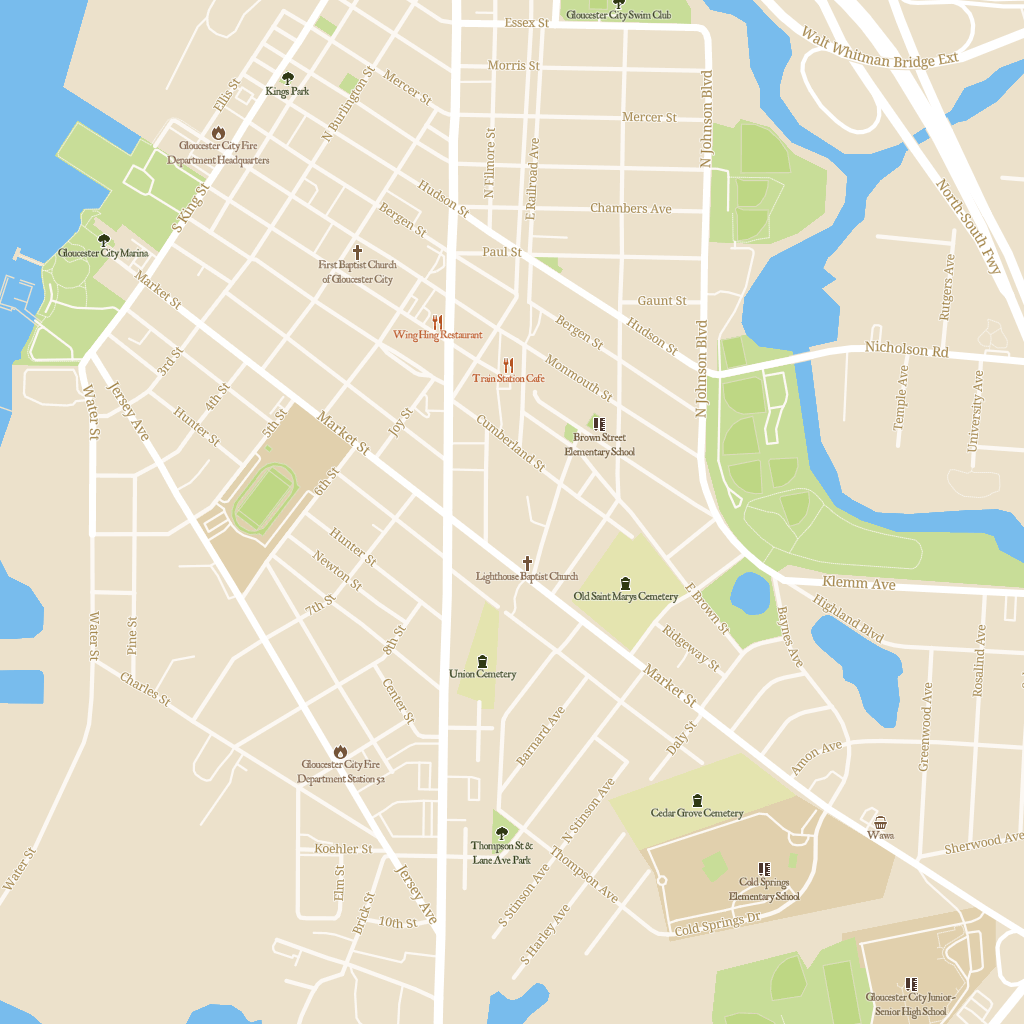 Gloucester City Swim Club
Essex St
Walt Whitman Bridge Ext
Morris St
Mercer St
Kings Park
Ellis St
N Burlington St
N Johnson Blvd
Mercer St
Gloucester City Fire
Department Headquarters
N Filmore St
E Railroad Ave
North-South Fwy
S King St
Hudson St
Chambers Ave
Bergen St
Gloucester City Marina
Paul St
First Baptist Church
of Gloucester City
Rutgers Ave
Market St
Gaunt St
Wing Hing Restaurant
Bergen St
Hudson St
N Johnson Blvd
Nicholson Rd
3rd St
Train Station Cafe
Monmouth St
Temple Ave
University Ave
Water St
Jersey Ave
4th St
Hunter St
5th St
Market St
Joy St
Cumberland St
Brown Street
Elementary School
6th St
Hunter St
Newton St
Lighthouse Baptist Church
Old Saint Marys Cemetery
Klemm Ave
7th St
E Brown St
Highland Blvd
Baynes Ave
Water St
Pine St
8th St
Ridgeway St
Rosalind Ave
Union Cemetery
Market St
Charles St
Center St
Greenwood Ave
Barnard Ave
Daly St
Amon Ave
Gloucester City Fire
Department Station 52
N Stinson Ave
Cedar Grove Cemetery
Wawa
Sherwood Ave
Thompson St &
Lane Ave Park
Koehler St
Water St
Elm St
Jersey Ave
Thompson Ave
Cold Springs
Elementary School
S Stinson Ave
Brick St
10th St
S Harley Ave
Cold Springs Dr
Gloucester City Junior-
Senior High School